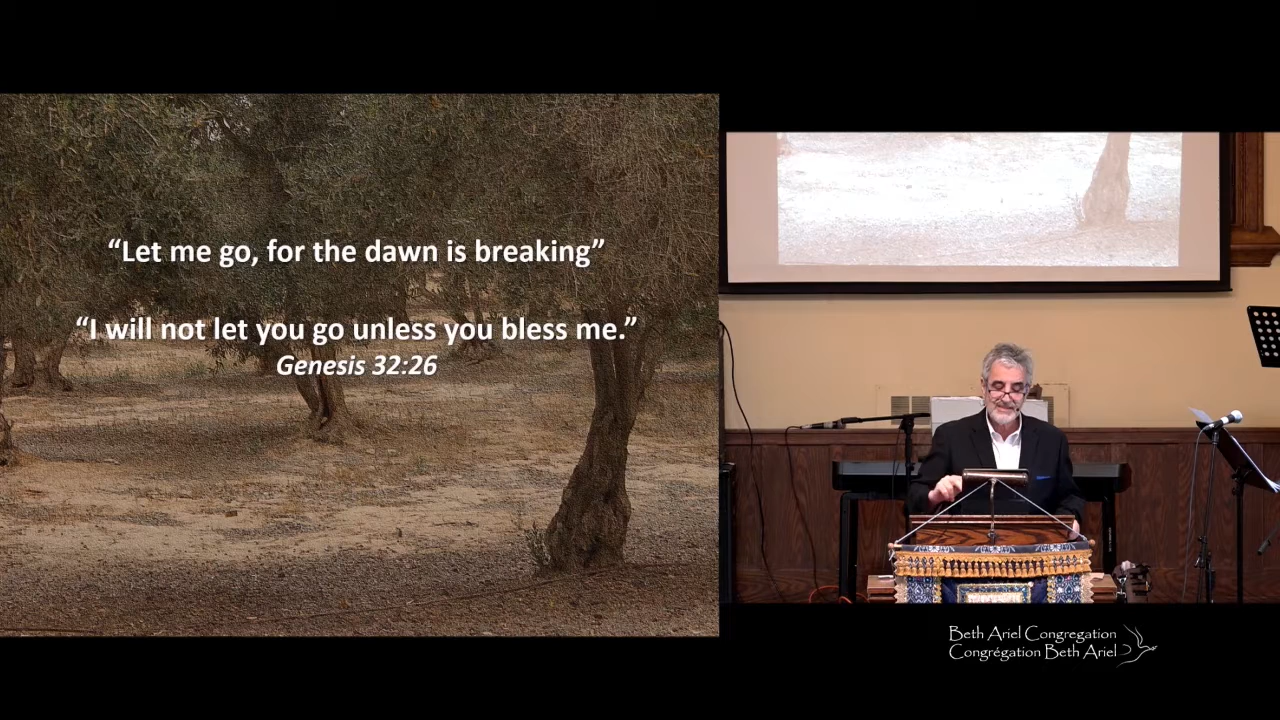 “Let me go, for the dawn is breaking”
“I will not let you go unless you bless me.”
Genesis 32:26
Beth Ariel Congregation
Congrégation Beth Ariel